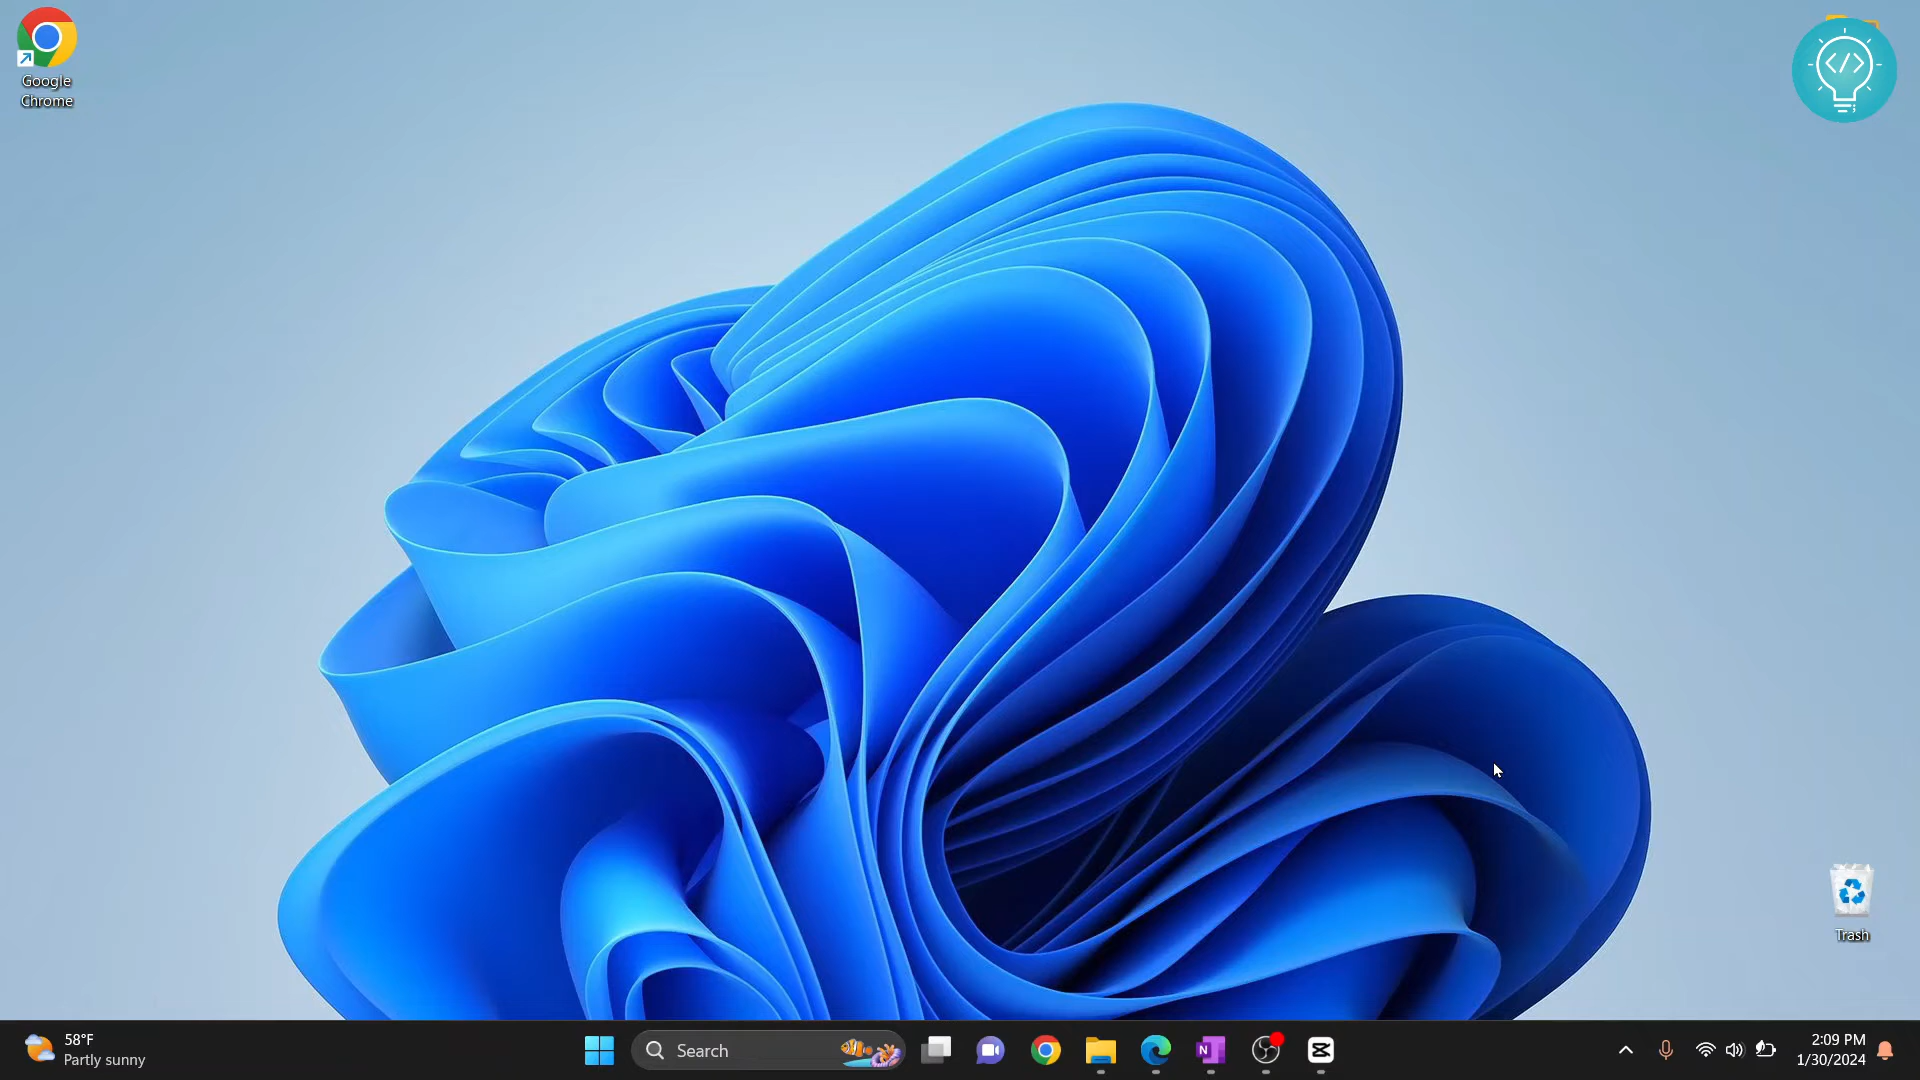 Google
Chrome
</>
Trash
58°F
Partly sunny
Search
N
2:09 PM
1/30/2024